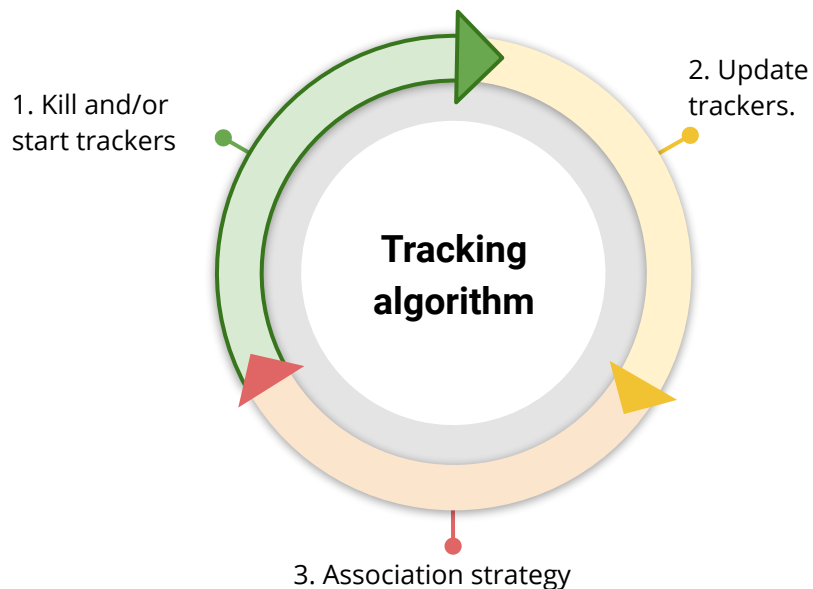 1. Kill and/or
start trackers
2. Update
trackers.
Tracking
algorithm
3. Association strategy